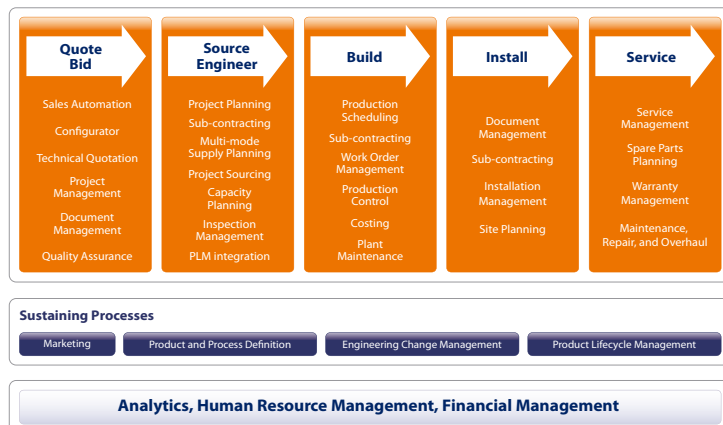 Quote
Bid
Sales Automation
Configurator
Technical Quotation
Project
Management
Document
Management
Quality Assurance
Source
Engineer
Project Planning
Sub-contracting
Multi-mode
Supply Planning
Project Sourcing
Capacity
Planning
Inspection
Management
PLM integration
Build
Production
Scheduling
Sub-contracting
Work Order
Management
Production
Control
Costing
Plant
Maintenance
Install
Document
Management
Sub-contracting
Installation
Management
Site Planning
Service
Service
Management
Spare Parts
Planning
Warranty
Management
Maintenance,
Repair, and Overhaul
Sustaining Processes
Marketing
Product and Process Definition
Engineering Change Management
Product Lifecycle Management
Analytics, Human Resource Management, Financial Management